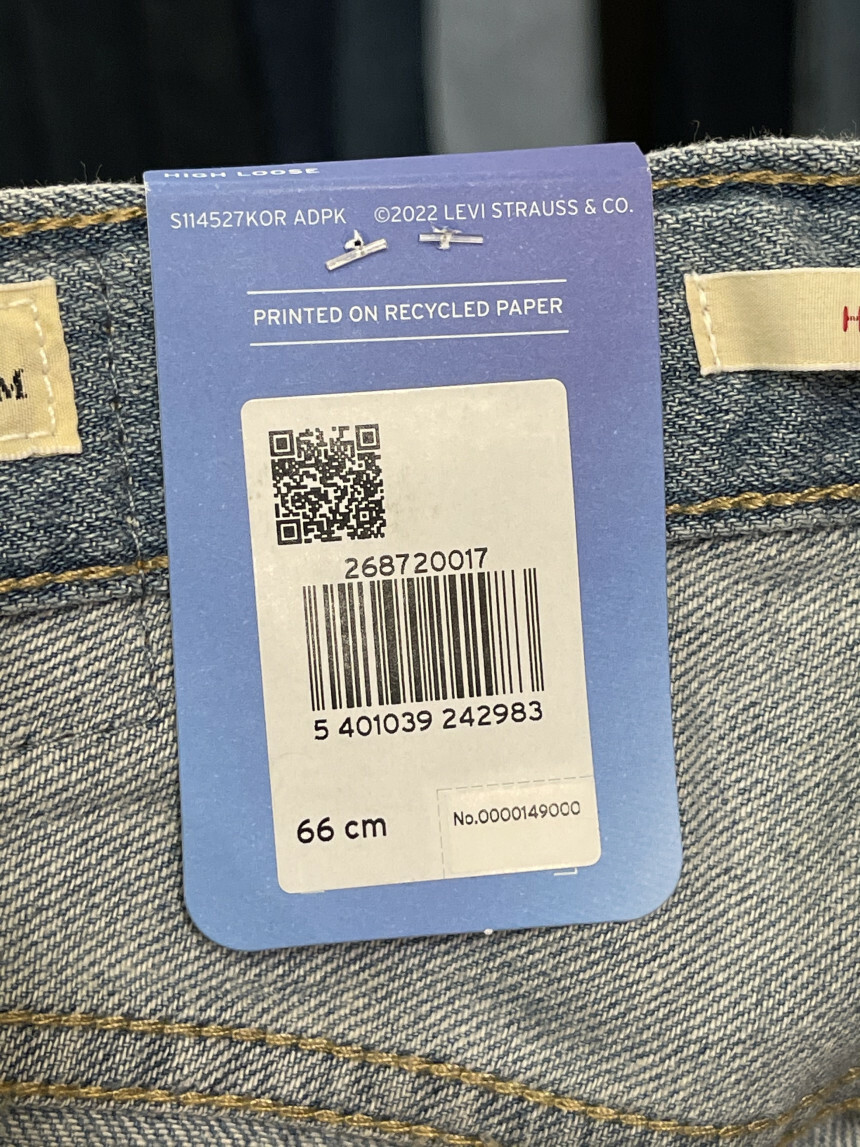 HIGH LOOSE
S114527KOR ADPK ©2022 LEVI STRAUSS & CO.
PRINTED ON RECYCLED PAPER
M
H
268720017
5 401039 242983
66 cm
No.0000149000